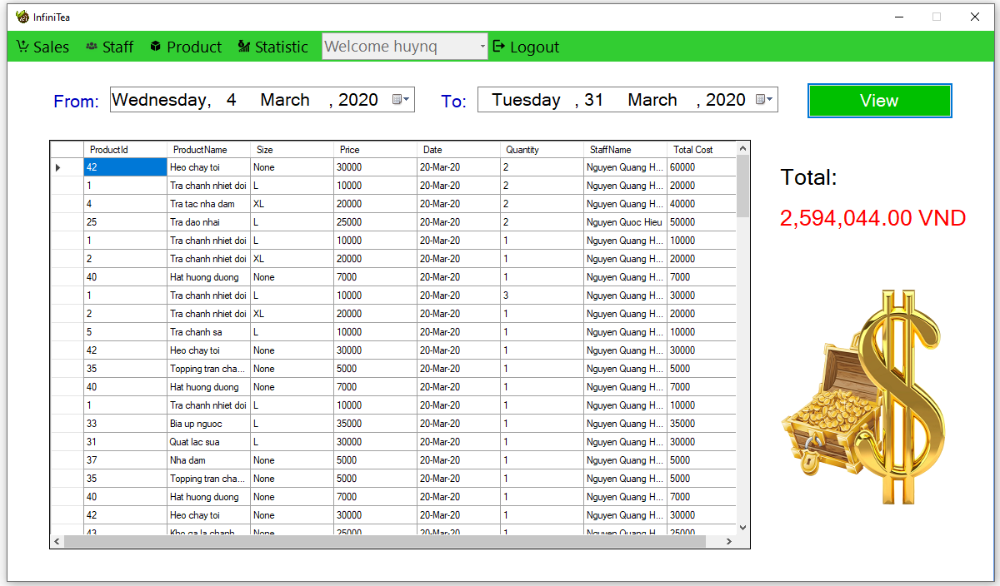 InfiniTea
Sales Staff Product Statistic Welcome huynq Logout
From: Wednesday, 4 March , 2020 To: Tuesday , 31 March , 2020 View
ProductId ProductName Size Price Date Quantity StaffName Total Cost
42 Heo chay toi None 30000 20-Mar-20 2 Nguyen Quang H... 60000
1 Tra chanh nhiet doi L 10000 20-Mar-20 2 Nguyen Quang H... 20000
4 Tra tac nha dam XL 20000 20-Mar-20 2 Nguyen Quang H... 40000
25 Tra dao nhai L 25000 20-Mar-20 2 Nguyen Quoc Hieu 50000
1 Tra chanh nhiet doi L 10000 20-Mar-20 1 Nguyen Quang H... 10000
2 Tra chanh nhiet doi XL 20000 20-Mar-20 1 Nguyen Quang H... 20000
40 Hat huong duong None 7000 20-Mar-20 1 Nguyen Quang H... 7000
1 Tra chanh nhiet doi L 10000 20-Mar-20 3 Nguyen Quang H... 30000
2 Tra chanh nhiet doi XL 20000 20-Mar-20 1 Nguyen Quang H... 20000
5 Tra chanh sa L 10000 20-Mar-20 1 Nguyen Quang H... 10000
42 Heo chay toi None 30000 20-Mar-20 1 Nguyen Quang H... 30000
35 Topping tran cha... None 5000 20-Mar-20 1 Nguyen Quang H... 5000
40 Hat huong duong None 7000 20-Mar-20 1 Nguyen Quang H... 7000
1 Tra chanh nhiet doi L 10000 20-Mar-20 1 Nguyen Quang H... 10000
33 Bia up nguoc L 35000 20-Mar-20 1 Nguyen Quang H... 35000
31 Quat lac sua L 30000 20-Mar-20 1 Nguyen Quang H... 30000
37 Nha dam None 5000 20-Mar-20 1 Nguyen Quang H... 5000
35 Topping tran cha... None 5000 20-Mar-20 1 Nguyen Quang H... 5000
40 Hat huong duong None 7000 20-Mar-20 1 Nguyen Quang H... 7000
42 Heo chay toi None 30000 20-Mar-20 1 Nguyen Quang H... 30000
43 Kho ga la chanh None 25000 20-Mar-20 1 Nguyen Quang H... 25000
Total:
2,594,044.00 VND